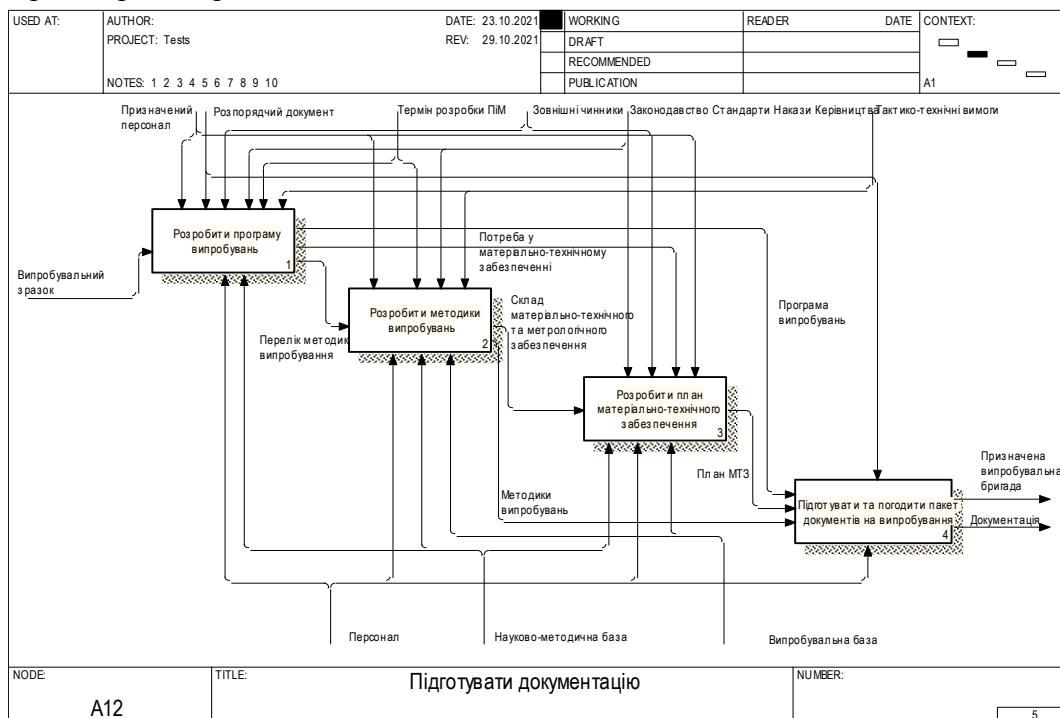 USED AT:
AUTHOR:
DATE: 23.10.2021
WORKING
READER
DATE
CONTEXT:
PROJECT: Tests
REV: 29.10.2021
DRAFT
RECOMMENDED
NOTES: 1 2 3 4 5 6 7 8 9 10
PUBLICATION
A1
Призначений
персонал
Розпорядчий документ
Термін розробки ПіМ
Зовнішні чинники
Законодавство Стандарти Накази Керівництва
Тактико-технічні вимоги
Розробити програму
випробувань
1
Випробувальний
зразок
Потреба у
матеріально-технічному
забезпеченні
Перелік методик
випробування
Розробити методики
випробувань
2
Склад
матеріально-технічного
та метрологічного
забезпечення
Програма
випробувань
Розробити план
матеріально-технічного
забезпечення
3
План МТЗ
Методики
випробувань
Підготувати та погодити пакет
документів на випробування
4
Призначена
випробувальна
бригада
Документація
Персонал
Науково-методична база
Випробувальна база
NODE:
TITLE:
NUMBER:
A12
Підготувати документацію
5